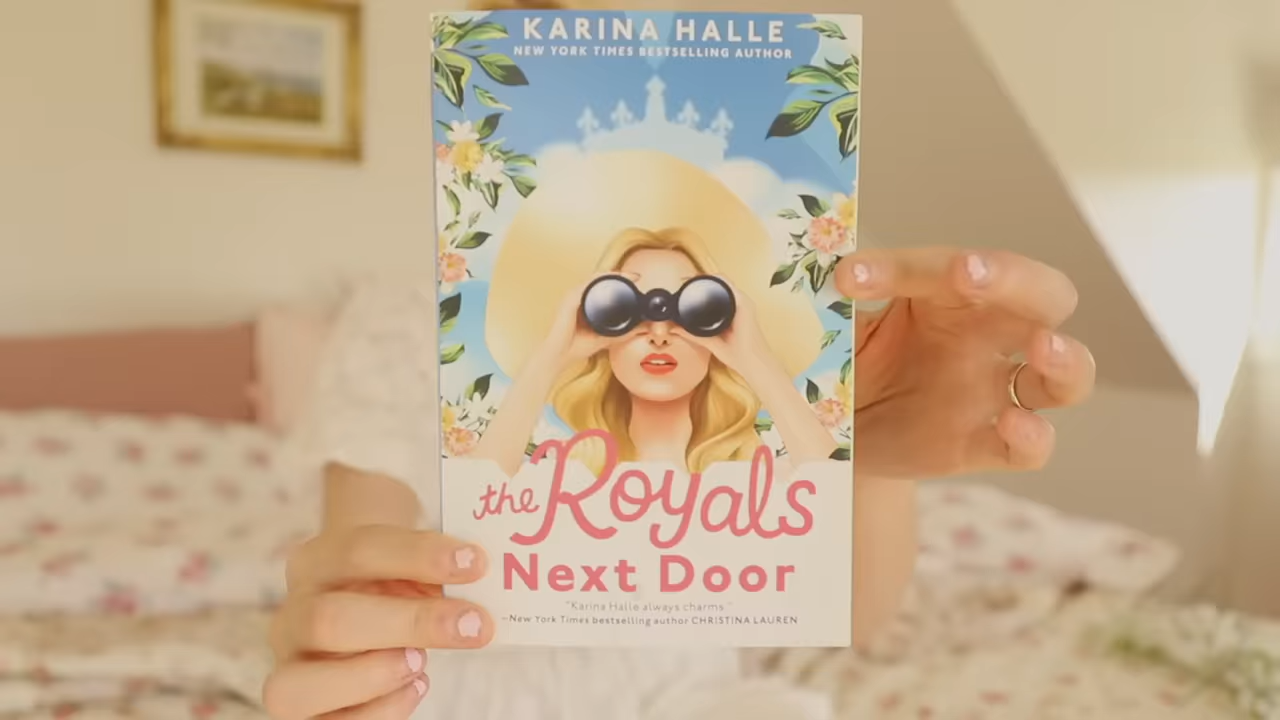 KARINA HALLE
NEW YORK TIMES BESTSELLING AUTHOR
the Royals
Next Door
"Karina Halle always charms."
—New York Times bestselling author CHRISTINA LAUREN